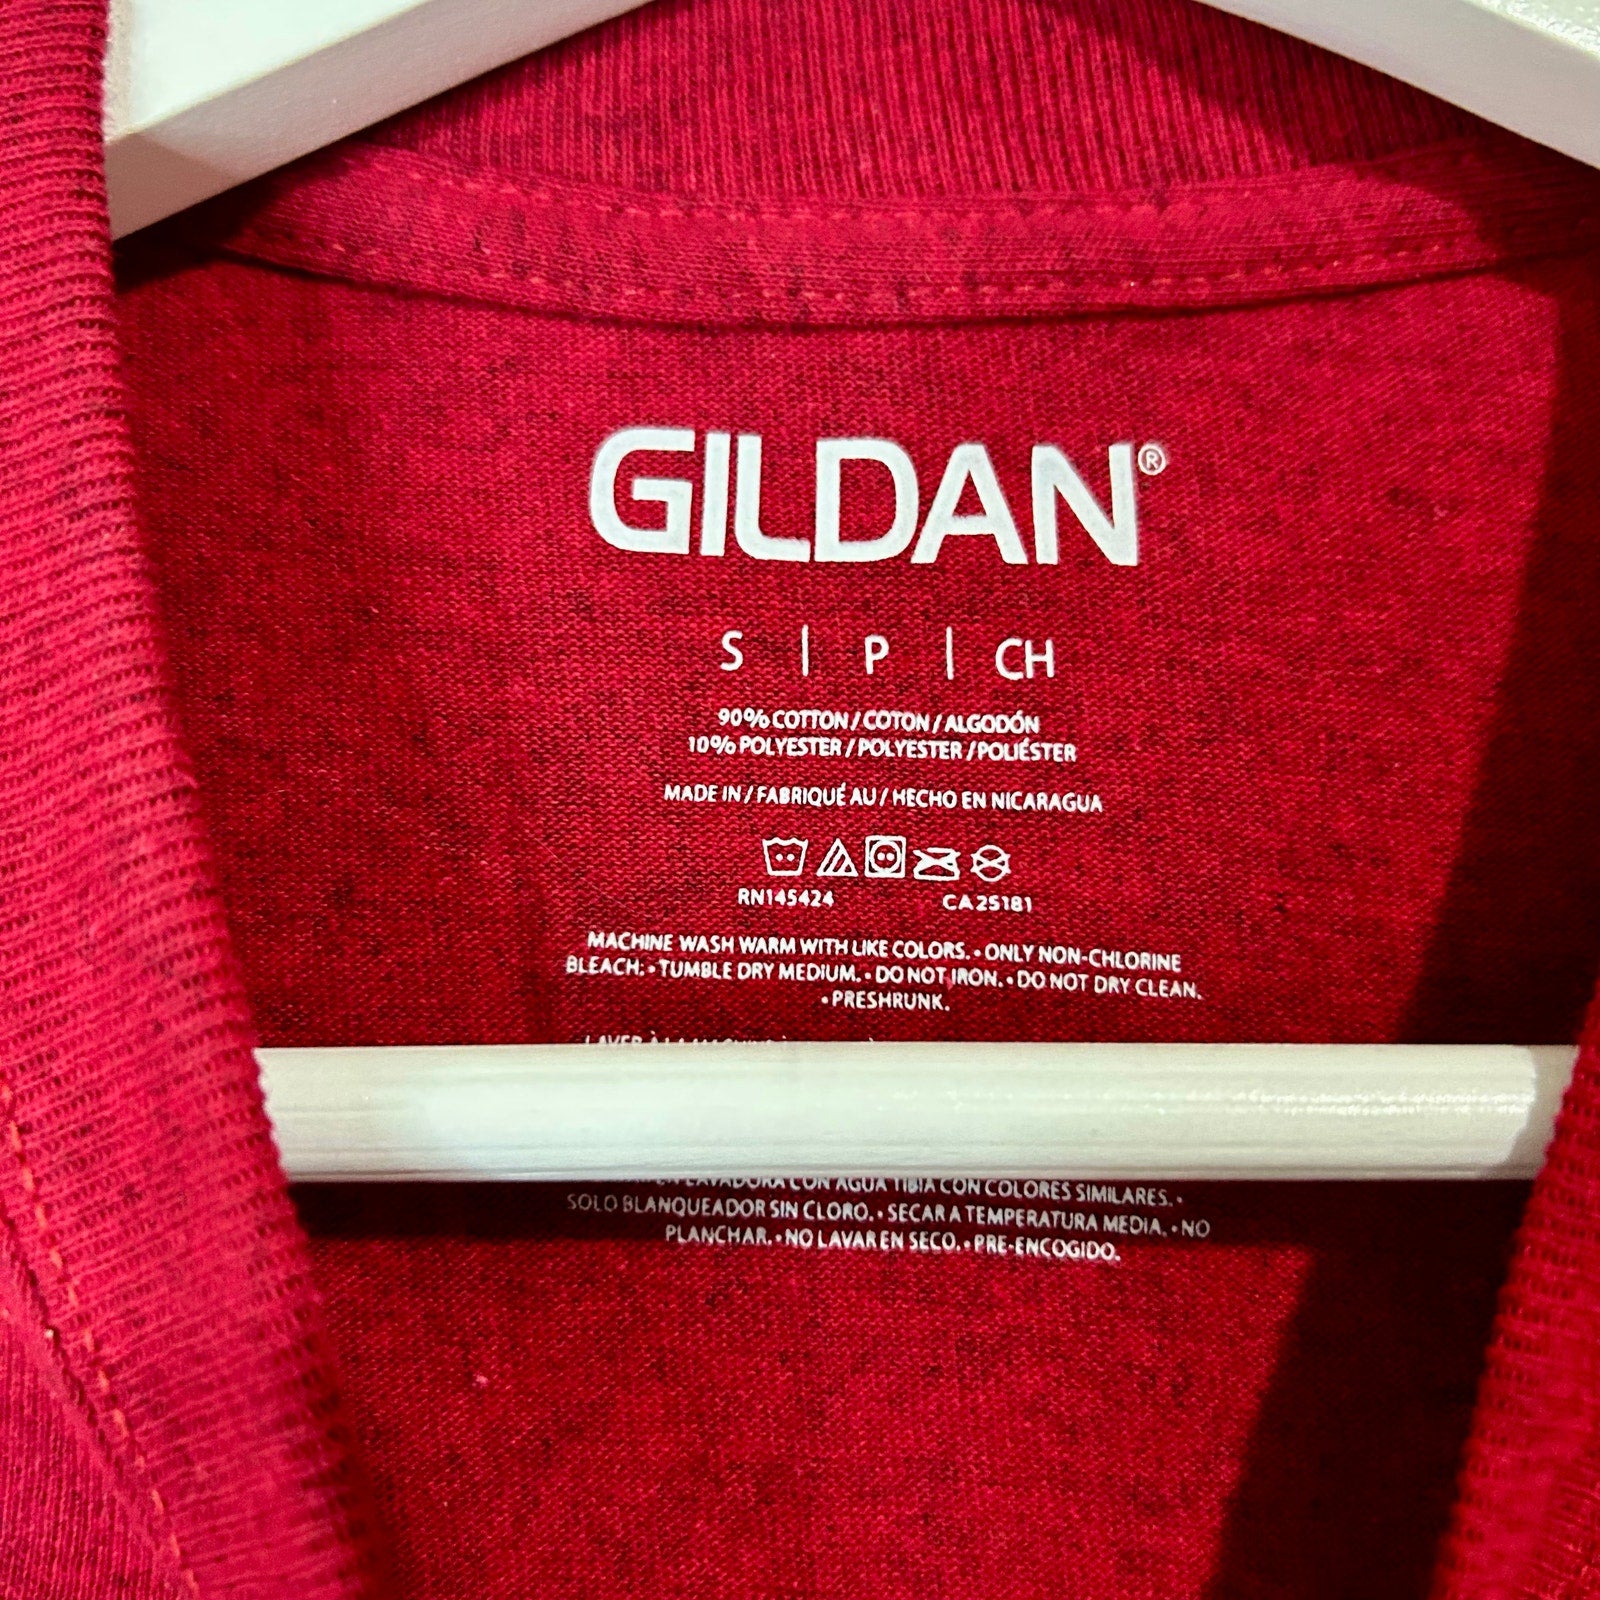 GILDAN®
S | P | CH
90% COTTON / COTON / ALGODÓN
10% POLYESTER / POLYESTER / POLIÉSTER
MADE IN / FABRIQUÉ AU / HECHO EN NICARAGUA
RN145424 CA25181
MACHINE WASH WARM WITH LIKE COLORS. • ONLY NON-CHLORINE
BLEACH: • TUMBLE DRY MEDIUM. • DO NOT IRON. • DO NOT DRY CLEAN.
• PRESHRUNK.
LAVER À LA
LAVADORA CON AGUA TIBIA CON COLORES SIMILARES. •
SOLO BLANQUEADOR SIN CLORO. • SECAR A TEMPERATURA MEDIA. • NO
PLANCHAR. • NO LAVAR EN SECO. • PRE-ENCOGIDO.